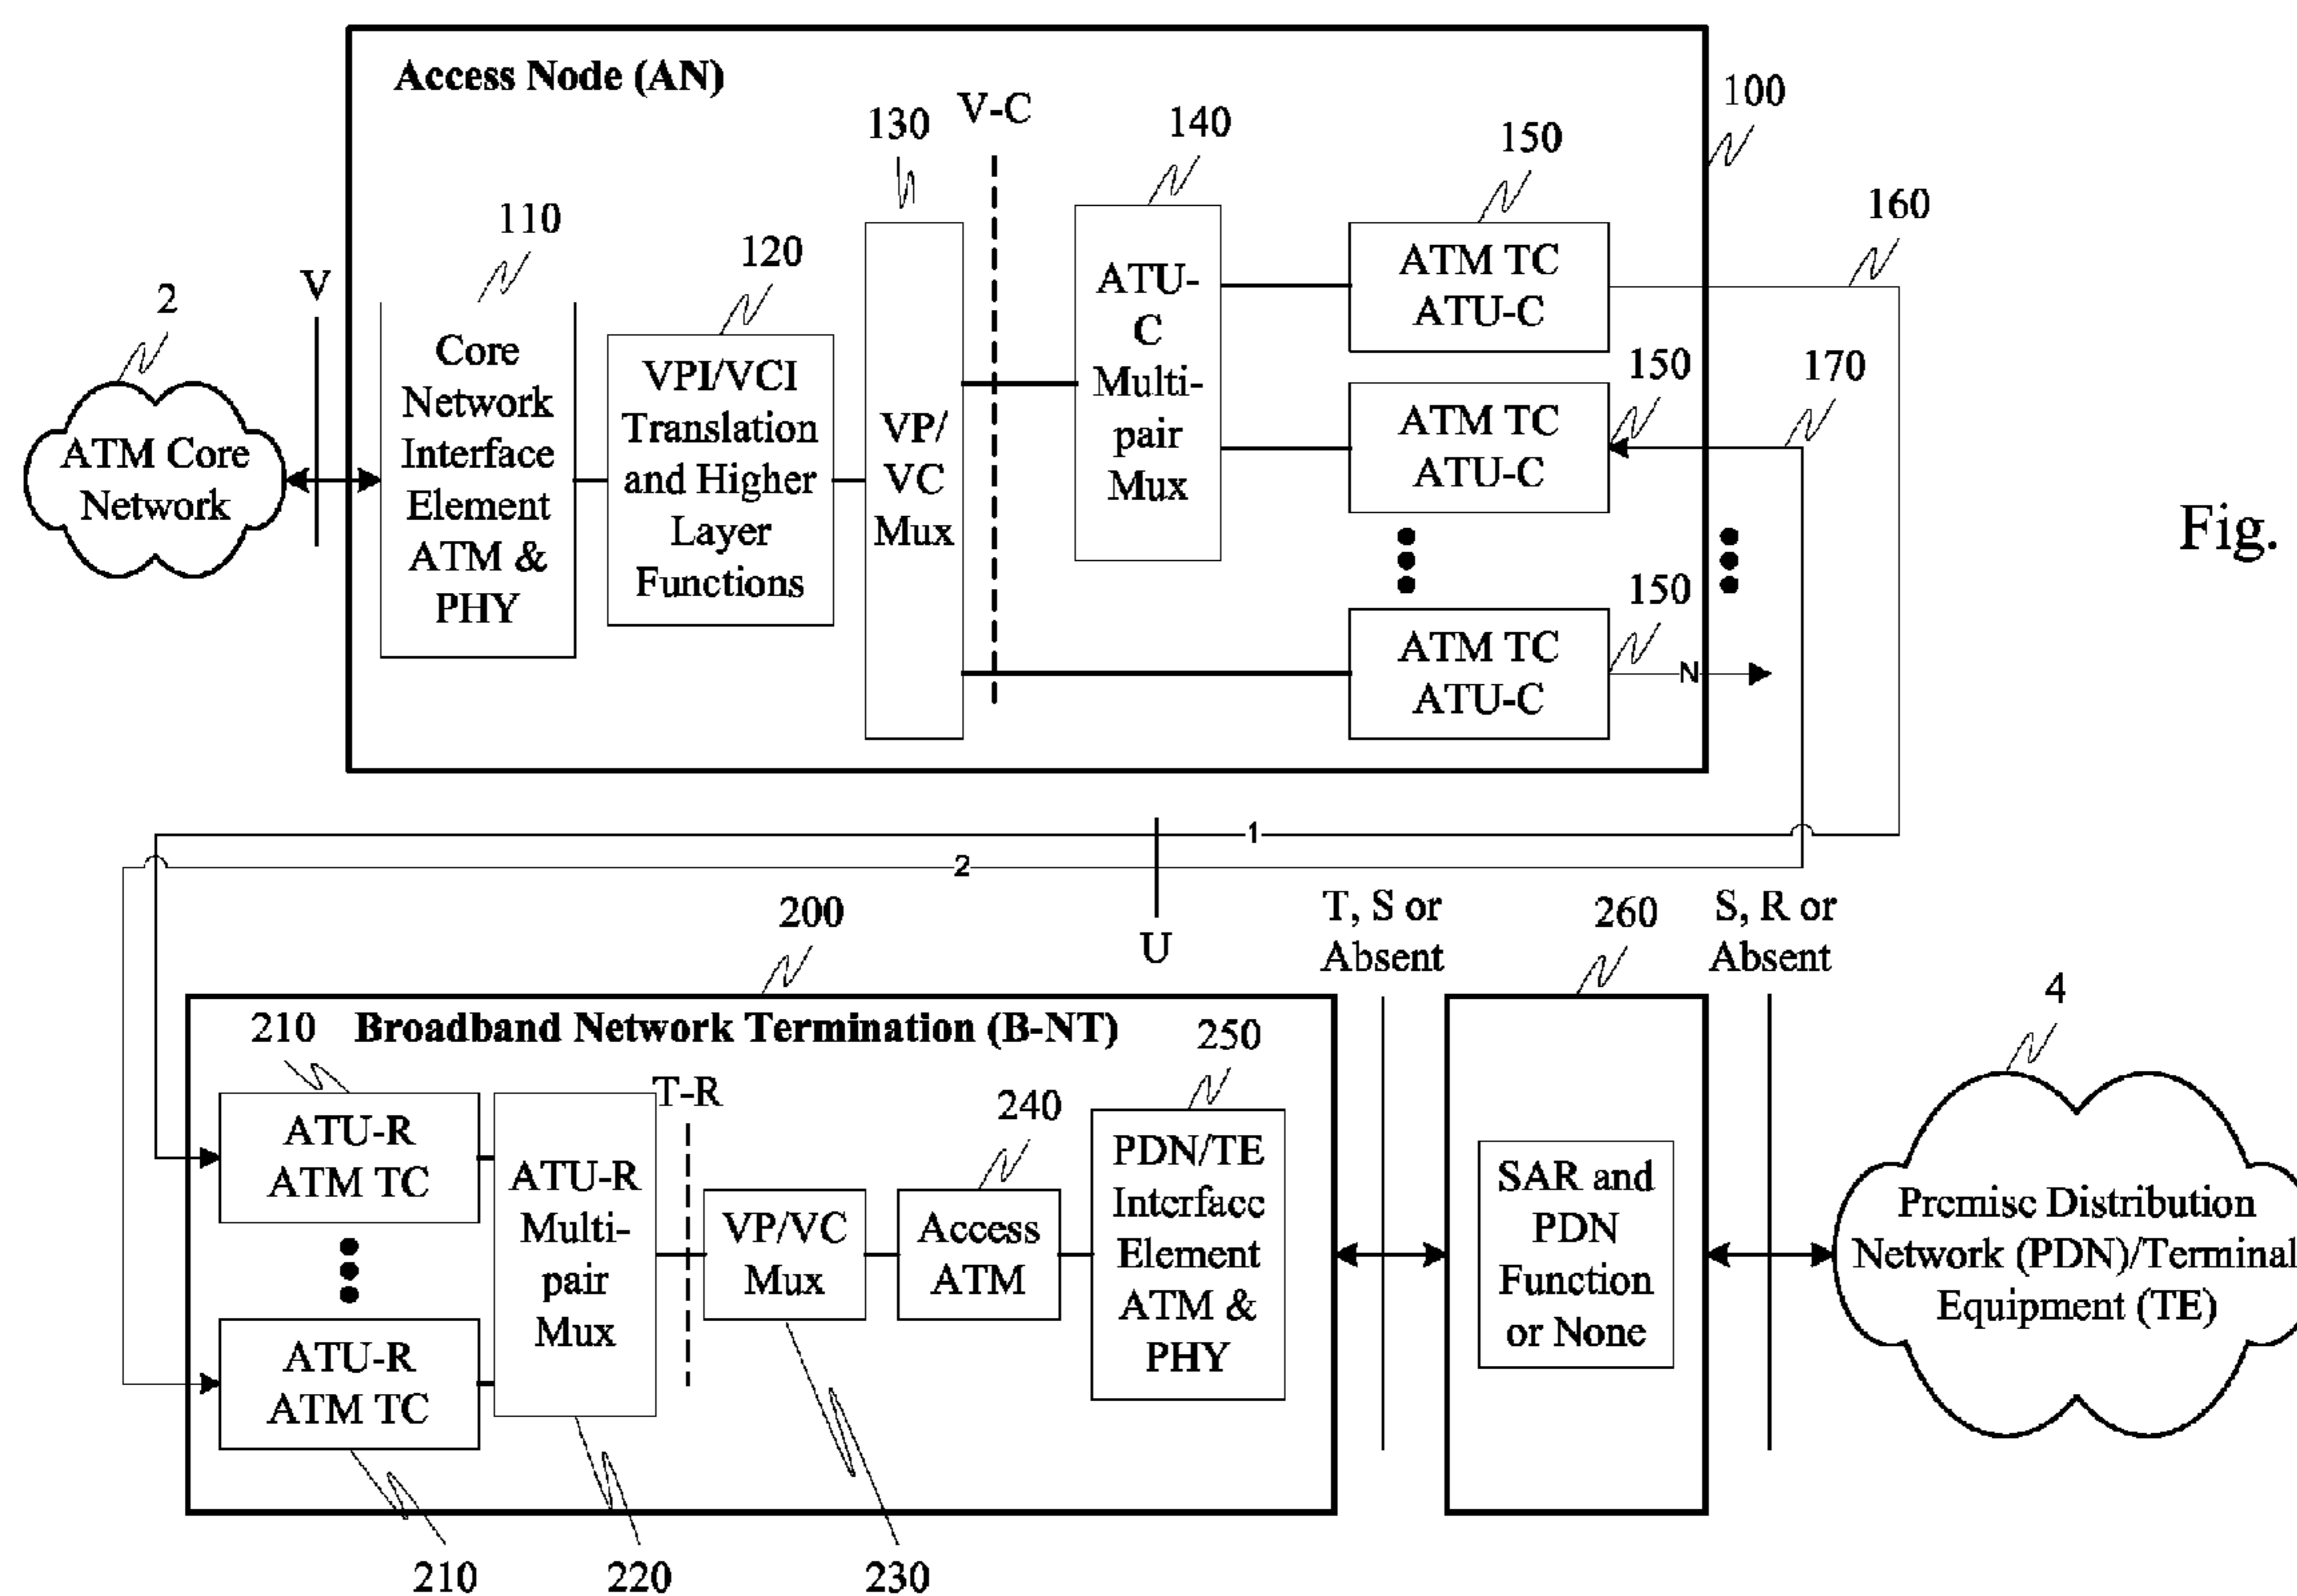 Access Node (AN)
V-C
130
140
150
100
160
110
120
V
2
ATM Core
Network
Core
Network
Interface
Element
ATM &
PHY
VPI/VCI
Translation
and Higher
Layer
Functions
VP/
VC
Mux
ATU-
C
Multi-
pair
Mux
ATM TC
ATU-C
150
170
ATM TC
ATU-C
150
ATM TC
ATU-C
N
Fig.
1
2
U
200
T, S or
Absent
260
S, R or
Absent
4
210
Broadband Network Termination (B-NT)
250
T-R
240
ATU-R
ATM TC
ATU-R
ATM TC
ATU-R
Multi-
pair
Mux
VP/VC
Mux
Access
ATM
PDN/TE
Interface
Element
ATM &
PHY
SAR and
PDN
Function
or None
Premise Distribution
Network (PDN)/Terminal
Equipment (TE)
210
220
230